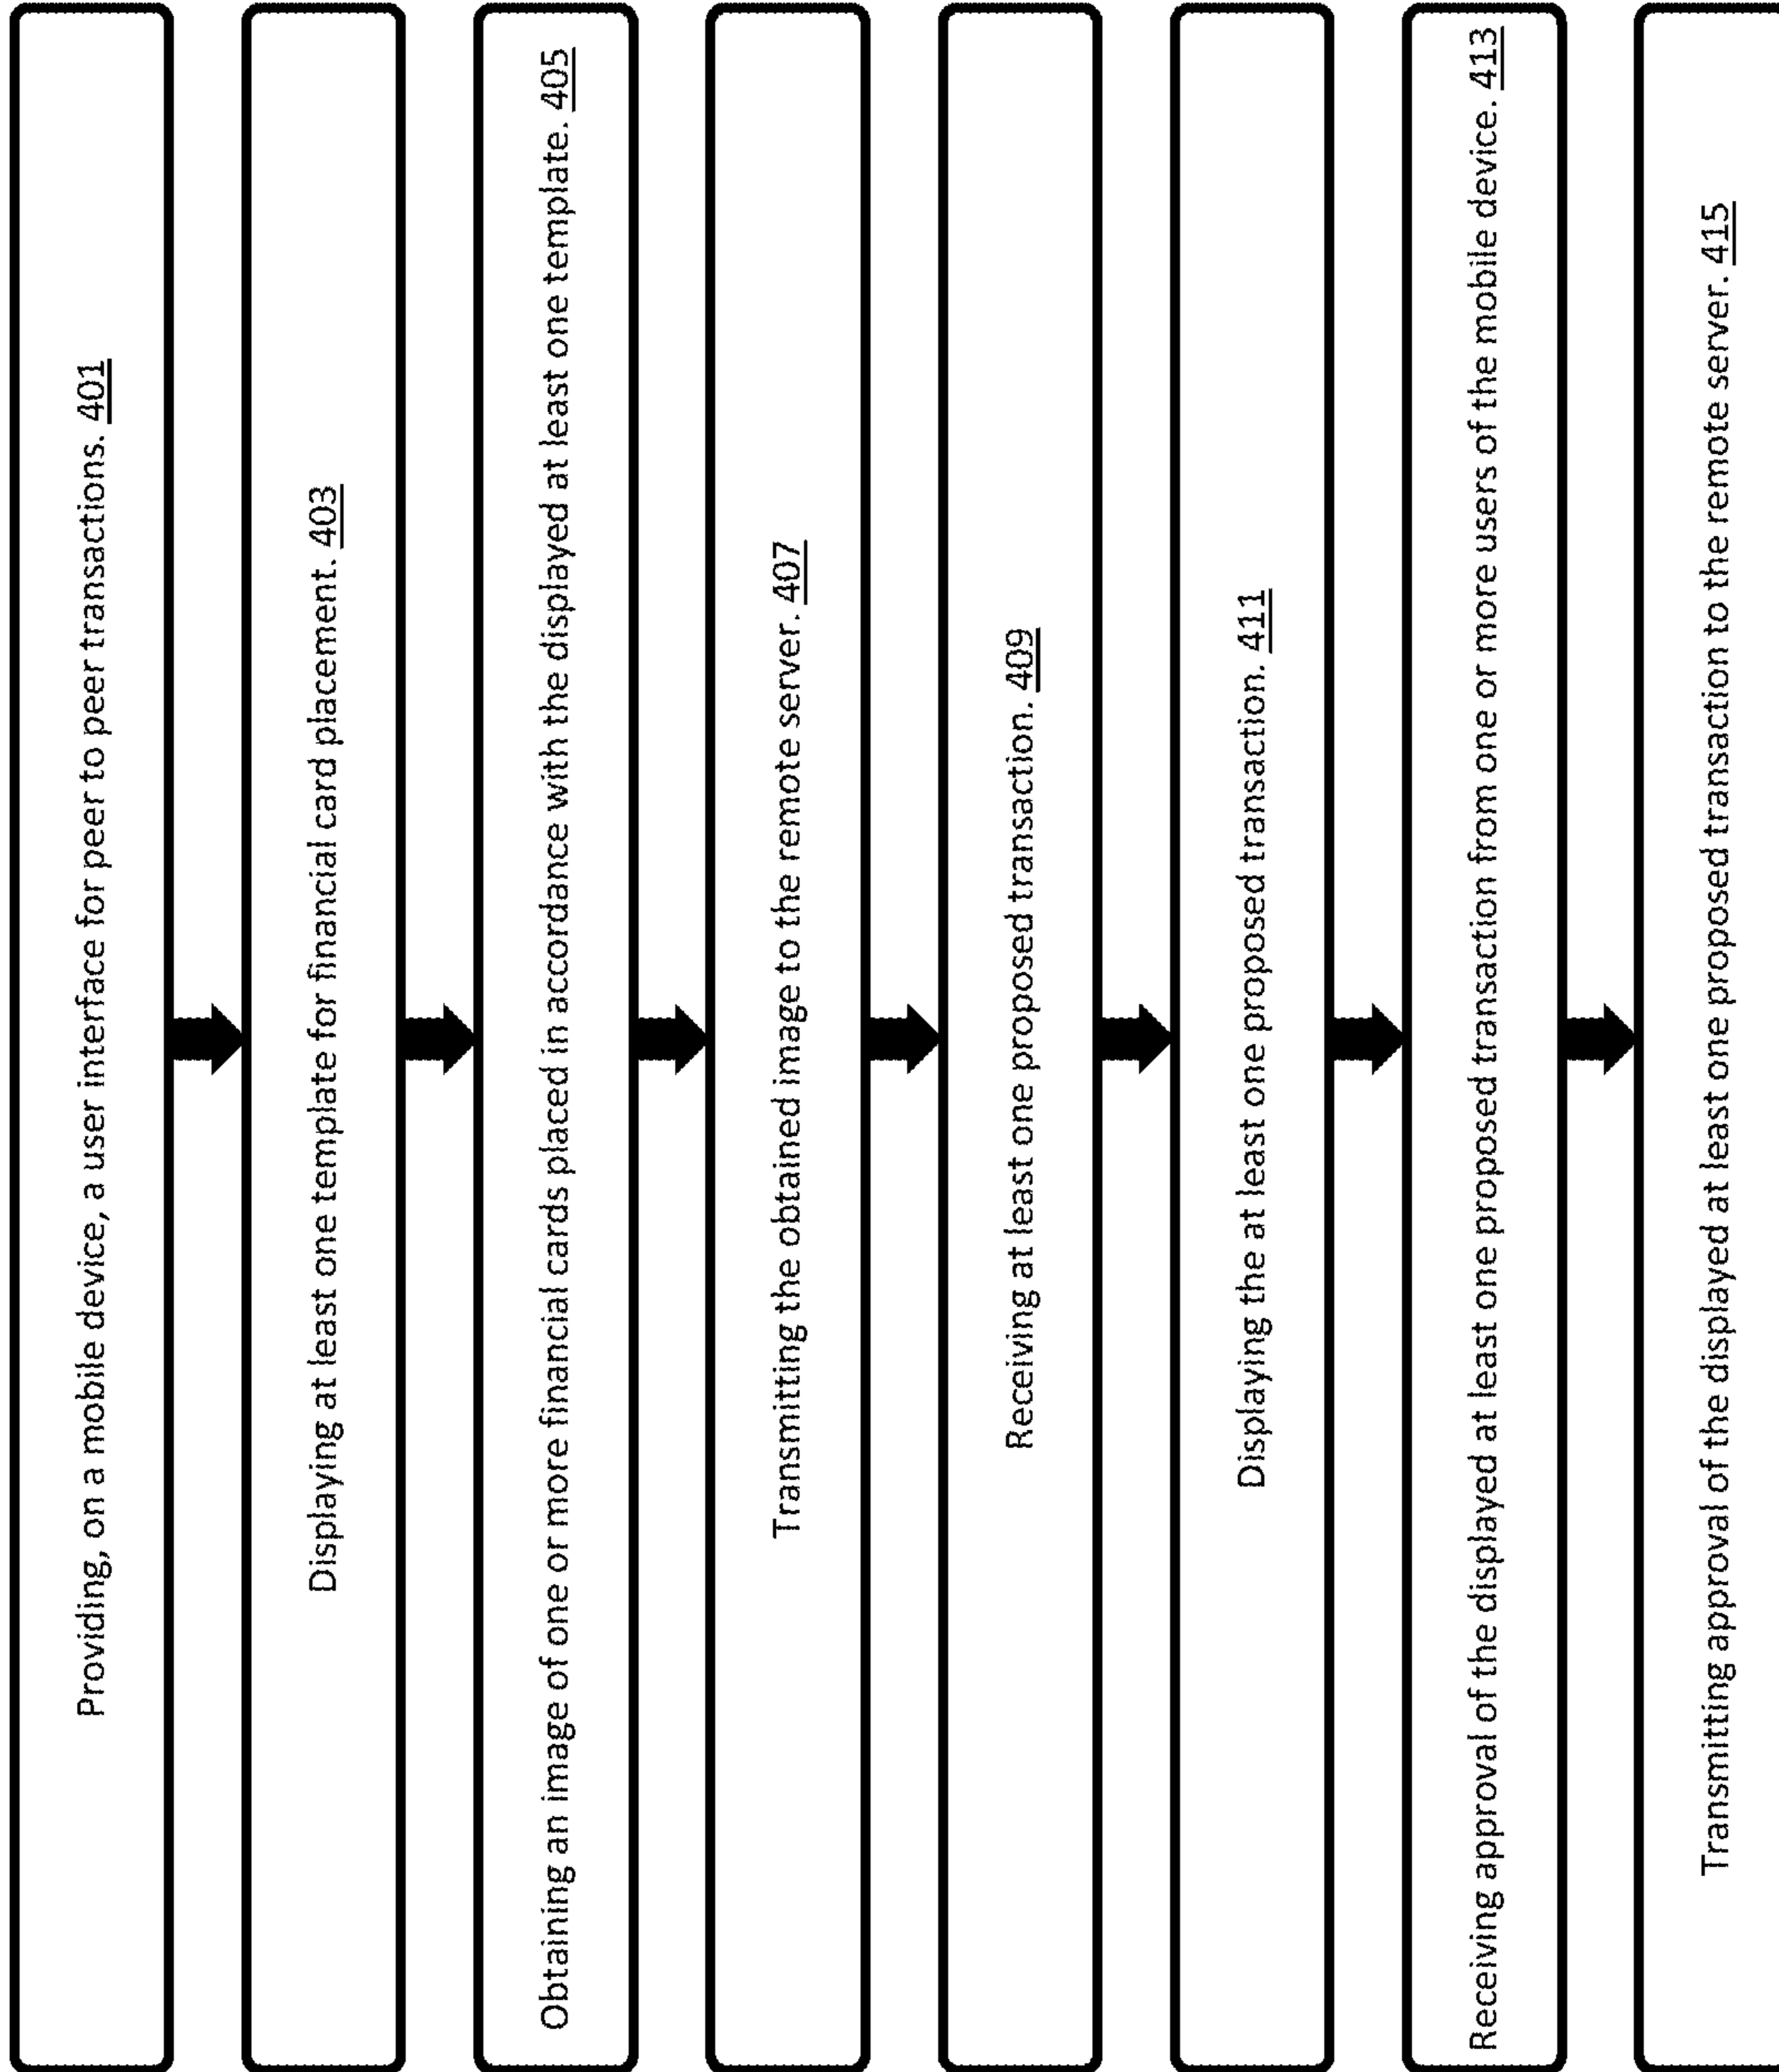 Providing, on a mobile device, a user interface for peer to peer transactions. 401
Displaying at least one template for financial card placement. 403
Obtaining an image of one or more financial cards placed in accordance with the displayed at least one template. 405
Transmitting the obtained image to the remote server. 407
Receiving at least one proposed transaction. 409
Displaying the at least one proposed transaction. 411
Receiving approval of the displayed at least one proposed transaction from one or more users of the mobile device. 413
Transmitting approval of the displayed at least one proposed transaction to the remote server. 415